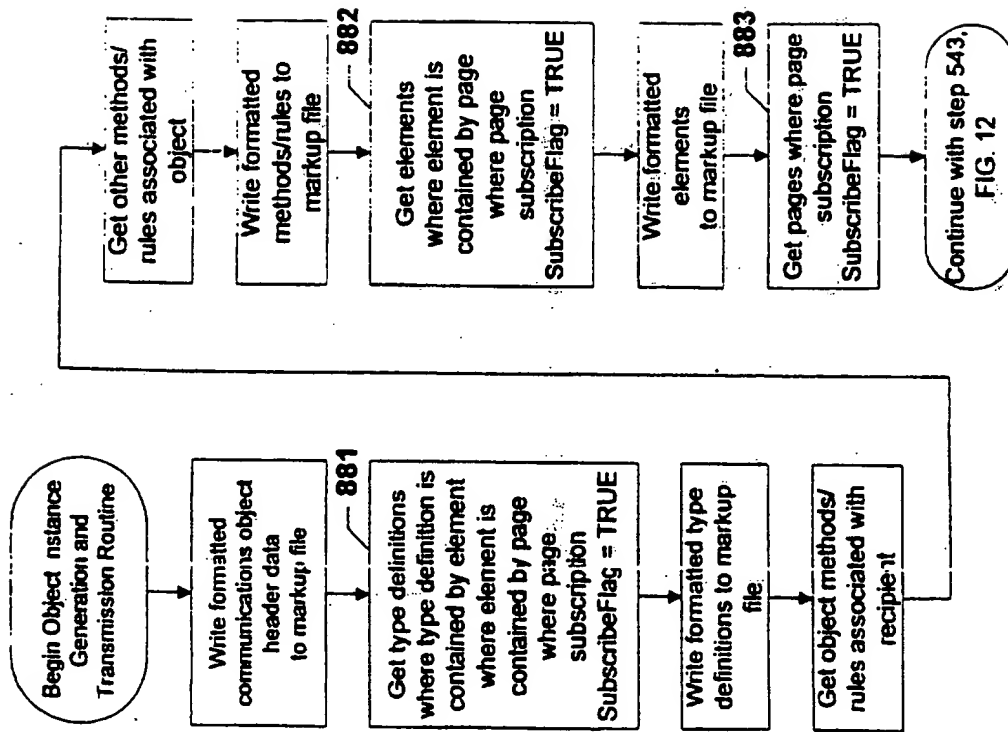 Begin Object Instance
Generation and
Transmission Routine
Write formatted
communications object
header data
to markup file
881
Get type definitions
where type definition is
contained by element
where element is
contained by page
where page
subscription
SubscribeFlag = TRUE
Write formatted type
definitions to markup
file
Get object methods/
rules associated with
recipient
Get other methods/
rules associated with
object
Write formatted
methods/rules to
markup file
882
Get elements
where element is
contained by page
where page
subscription
SubscribeFlag = TRUE
Write formatted
elements
to markup file
883
Get pages where page
subscription
SubscribeFlag = TRUE
Continue with step 543,
FIG. 12